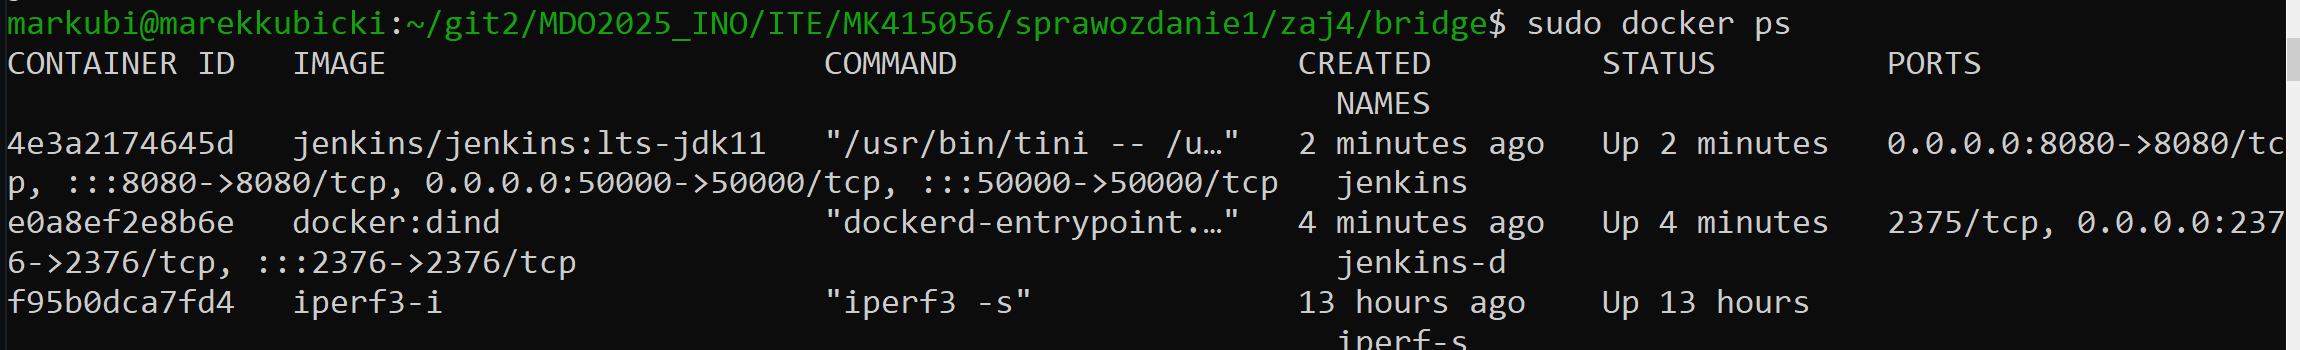 markubi@marekkubicki:~/git2/MDO2025_INO/ITE/MK415056/sprawozdanie1/zaj4/bridge$ sudo docker ps
CONTAINER ID   IMAGE                       COMMAND                  CREATED         STATUS         PORTS
NAMES
4e3a2174645d   jenkins/jenkins:lts-jdk11   "/usr/bin/tini -- /u…"   2 minutes ago   Up 2 minutes   0.0.0.0:8080->8080/tc
p, :::8080->8080/tcp, 0.0.0.0:50000->50000/tcp, :::50000->50000/tcp   jenkins
e0a8ef2e8b6e   docker:dind                 "dockerd-entrypoint.…"   4 minutes ago   Up 4 minutes   2375/tcp, 0.0.0.0:237
6->2376/tcp, :::2376->2376/tcp                                        jenkins-d
f95b0dca7fd4   iperf3-i                    "iperf3 -s"              13 hours ago    Up 13 hours
iperf-s